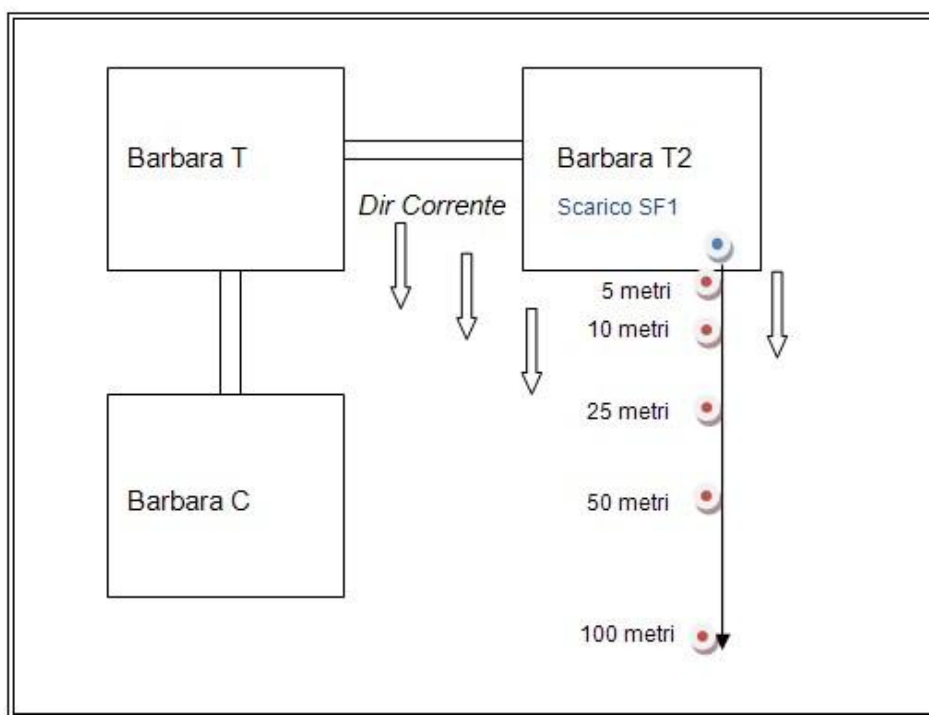 Barbara T
Barbara T2
Dir Corrente
Scarico SF1
5 metri
10 metri
25 metri
50 metri
Barbara C
100 metri